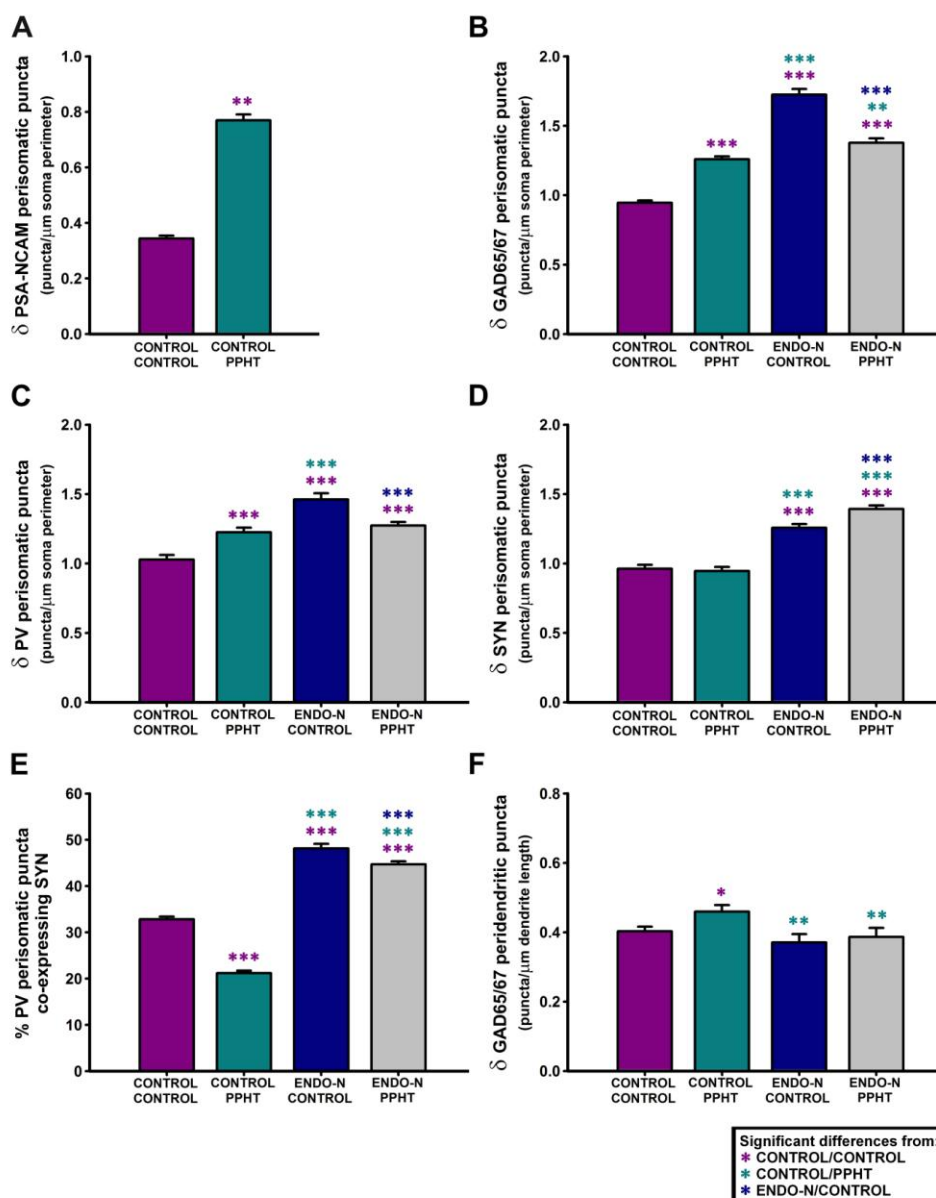 A
δ PSA-NCAM perisomatic puncta
(puncta/μm soma perimeter)
1.0
0.8
0.6
0.4
0.2
0.0
**
CONTROL CONTROL
CONTROL PPHT
B
δ GAD65/67 perisomatic puncta
(puncta/μm soma perimeter)
2.0
1.5
1.0
0.5
0.0
***
***
***
***
**
***
CONTROL CONTROL ENDO-N ENDO-N
CONTROL PPHT CONTROL PPHT
C
δ PV perisomatic puncta
(puncta/μm soma perimeter)
2.0
1.5
1.0
0.5
0.0
***
***
***
***
***
CONTROL CONTROL ENDO-N ENDO-N
CONTROL PPHT CONTROL PPHT
D
δ SYN perisomatic puncta
(puncta/μm soma perimeter)
2.0
1.5
1.0
0.5
0.0
***
***
***
***
***
CONTROL CONTROL ENDO-N ENDO-N
CONTROL PPHT CONTROL PPHT
E
% PV perisomatic puncta
co-expressing SYN
60
50
40
30
20
10
0
***
***
***
***
***
***
CONTROL CONTROL ENDO-N ENDO-N
CONTROL PPHT CONTROL PPHT
F
δ GAD65/67 peridendritic puncta
(puncta/μm dendrite length)
0.8
0.6
0.4
0.2
0.0
*
**
**
CONTROL CONTROL ENDO-N ENDO-N
CONTROL PPHT CONTROL PPHT
Significant differences from:
* CONTROL/CONTROL
* CONTROL/PPHT
* ENDO-N/CONTROL